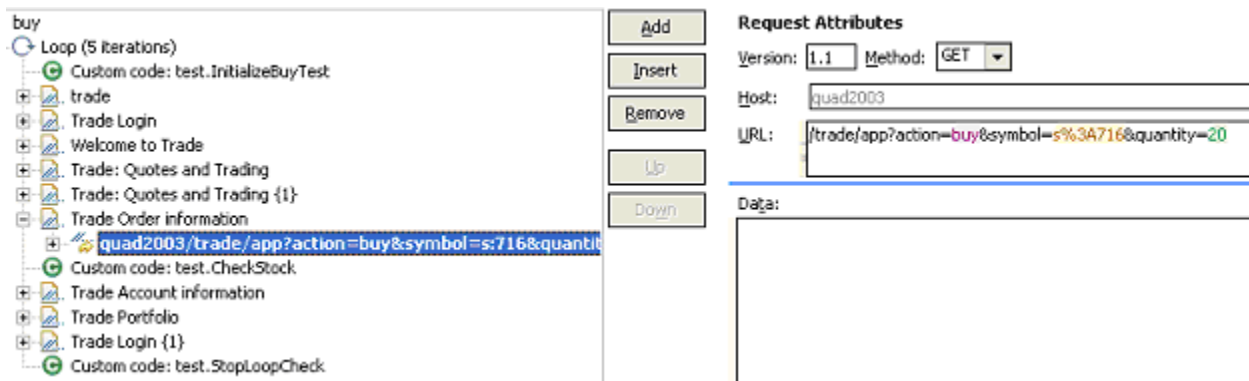 buy
Loop (5 iterations)
Custom code: test.InitializeBuyTest
trade
Trade Login
Welcome to Trade
Trade: Quotes and Trading
Trade: Quotes and Trading {1}
Trade Order information
quad2003/trade/app?action=buy&symbol=s:716&quantit
Custom code: test.CheckStock
Trade Account information
Trade Portfolio
Trade Login {1}
Custom code: test.StopLoopCheck
Add
Insert
Remove
Up
Down
Request Attributes
Version: 1.1 Method: GET
Host: quad2003
URL: /trade/app?action=buy&symbol=s%3A716&quantity=20
Data: